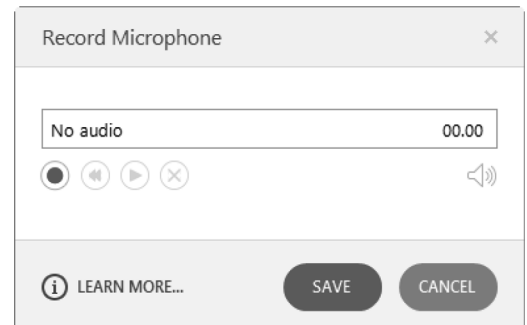 Record Microphone
No audio 00.00
LEARN MORE... SAVE CANCEL